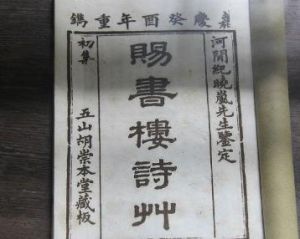 嘉慶癸酉年重鐫
河間紀曉嵐先生鑒定
賜書樓詩艸
初集
五山胡崇本堂藏板